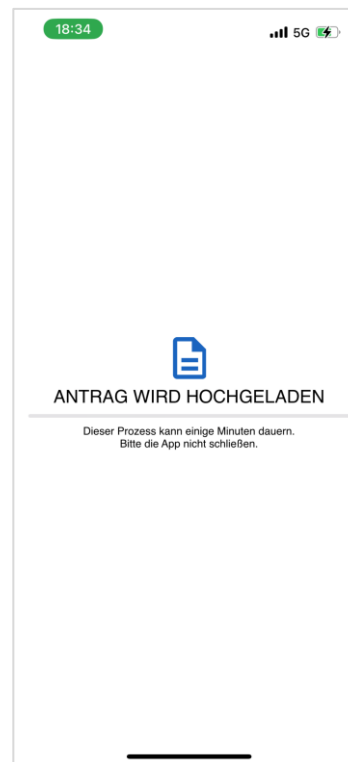 18:34
5G
ANTRAG WIRD HOCHGELADEN
Dieser Prozess kann einige Minuten dauern.
Bitte die App nicht schließen.